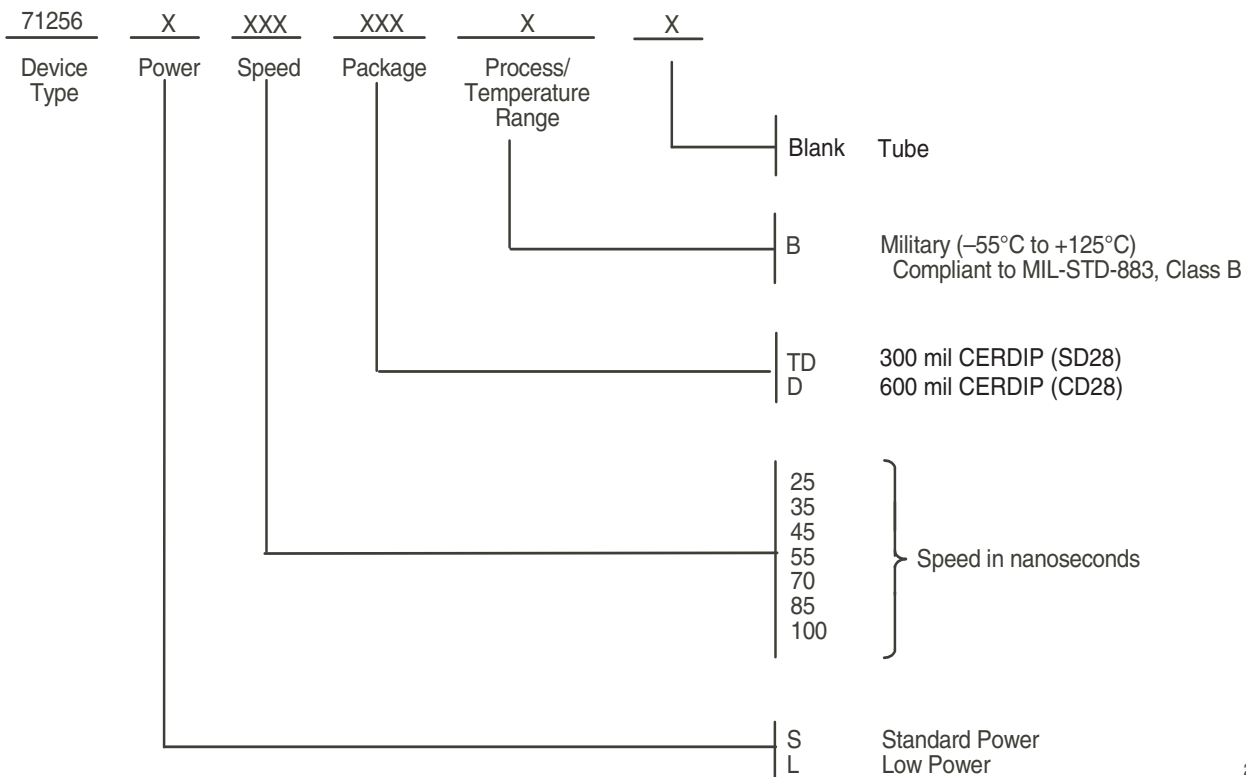 71256 X XXX XXX X X
Device Type Power Speed Package Process/ Temperature Range
Blank Tube
B Military (–55°C to +125°C)
Compliant to MIL-STD-883, Class B
TD 300 mil CERDIP (SD28)
D 600 mil CERDIP (CD28)
25
35
45
55
70
85
100
Speed in nanoseconds
S Standard Power
L Low Power